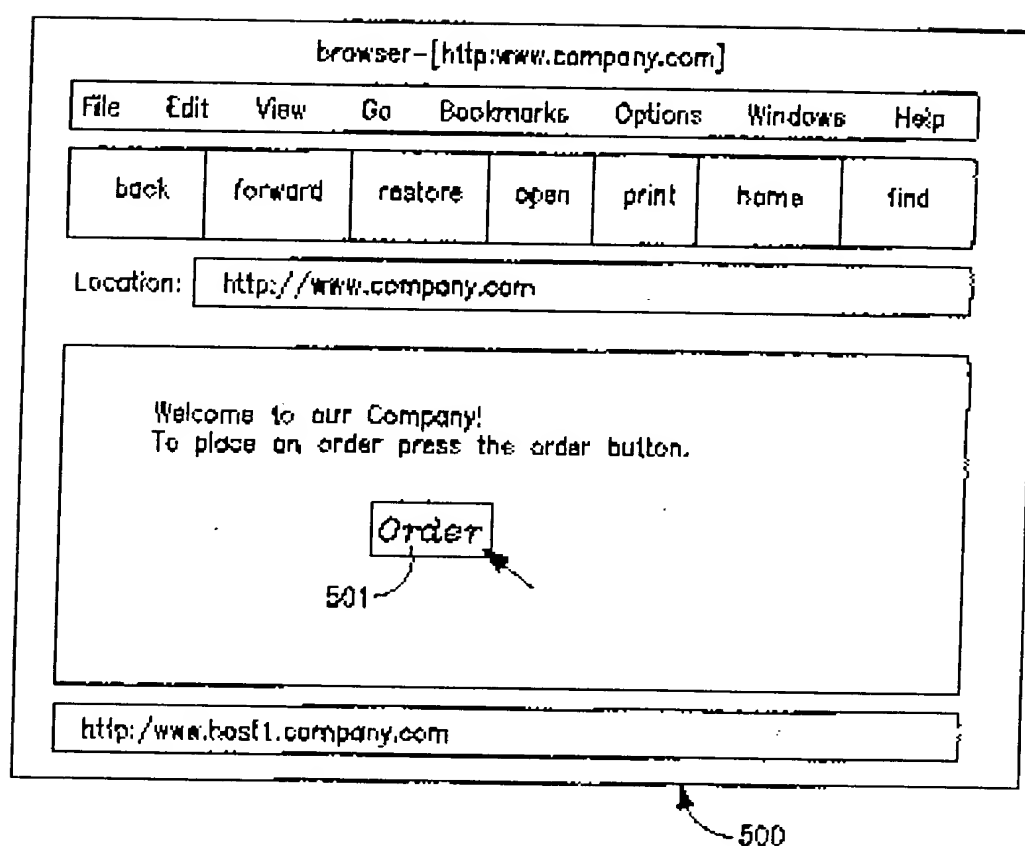 browser-[http:www.company.com]
File Edit View Go Bookmarks Options Windows Help
back forward restore open print home find
Location: http://www.company.com
Welcome to our Company!
To place an order press the order button.
Order
501
http:/www.host1.company.com
500